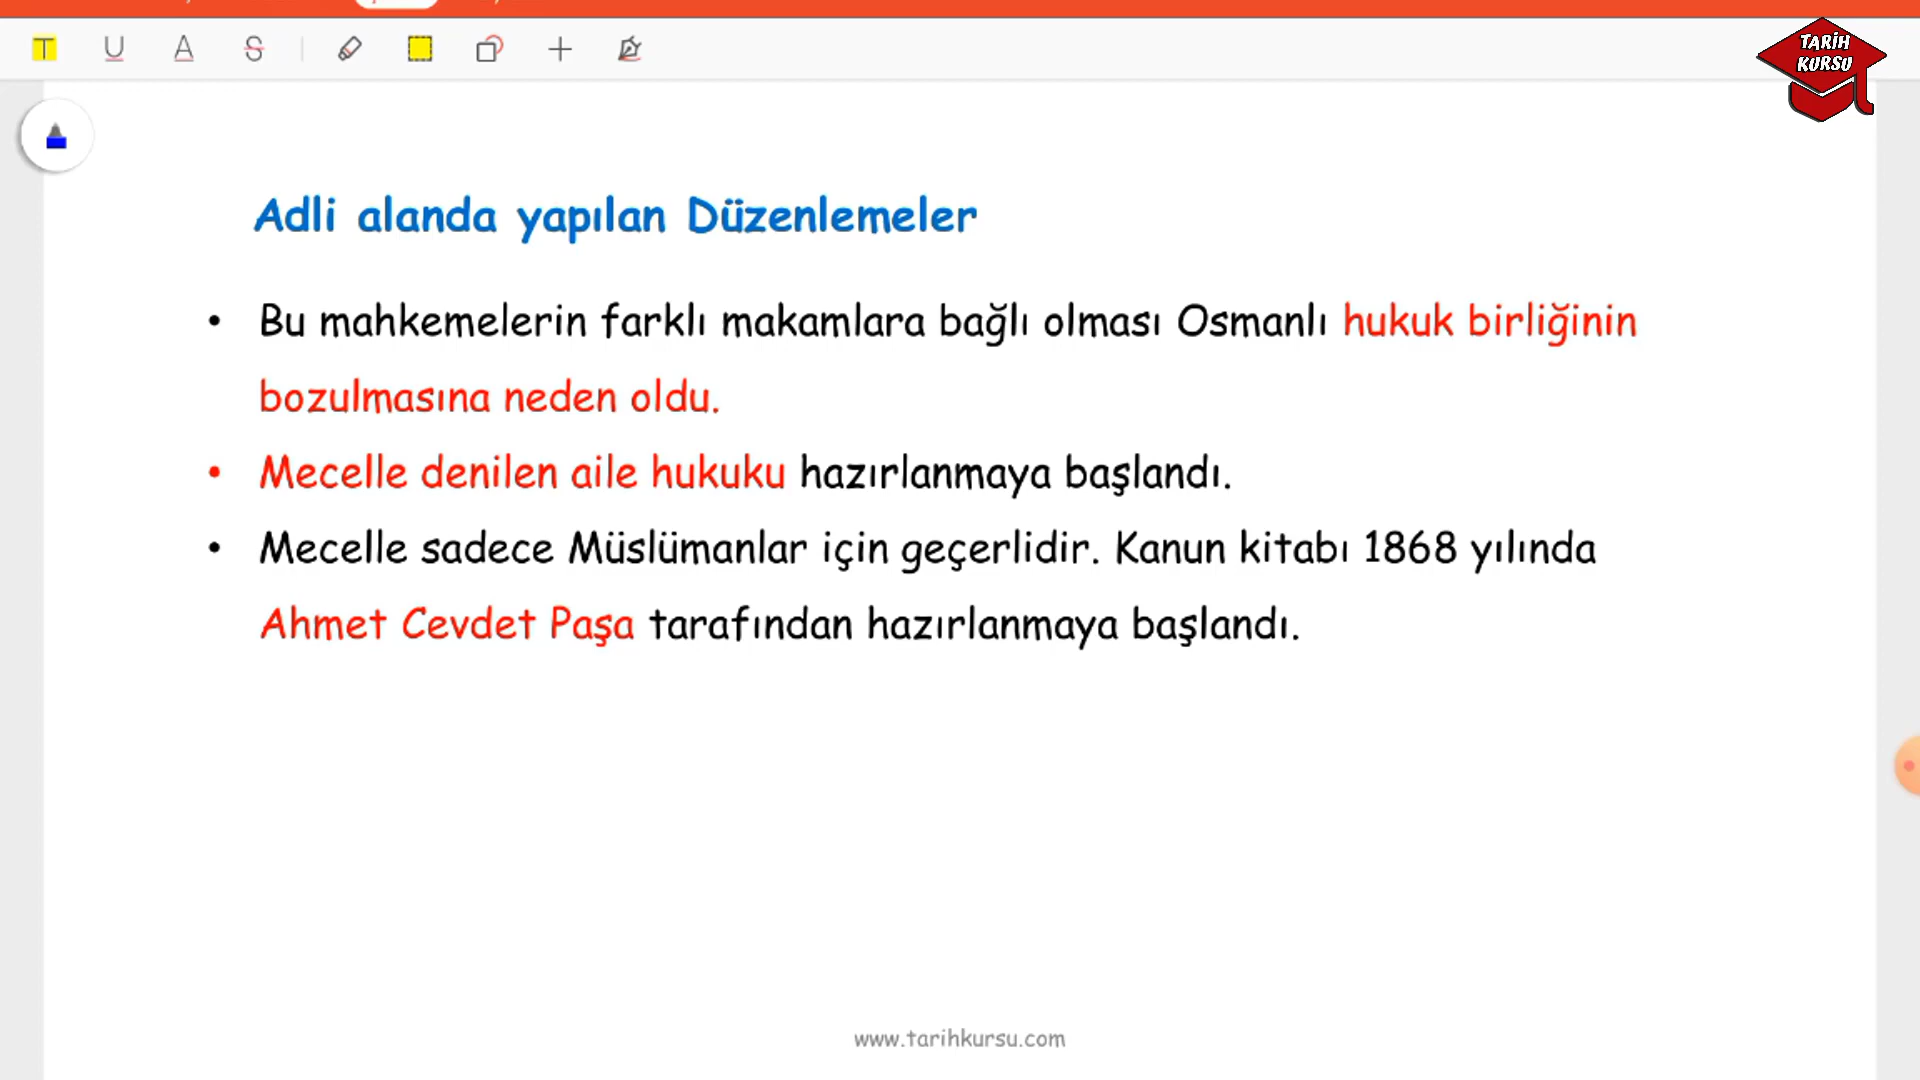 TARİH
KURSU
Adli alanda yapılan Düzenlemeler
• Bu mahkemelerin farklı makamlara bağlı olması Osmanlı hukuk birliğinin
bozulmasına neden oldu.
• Mecelle denilen aile hukuku hazırlanmaya başlandı.
• Mecelle sadece Müslümanlar için geçerlidir. Kanun kitabı 1868 yılında
Ahmet Cevdet Paşa tarafından hazırlanmaya başlandı.
www.tarihkursu.com